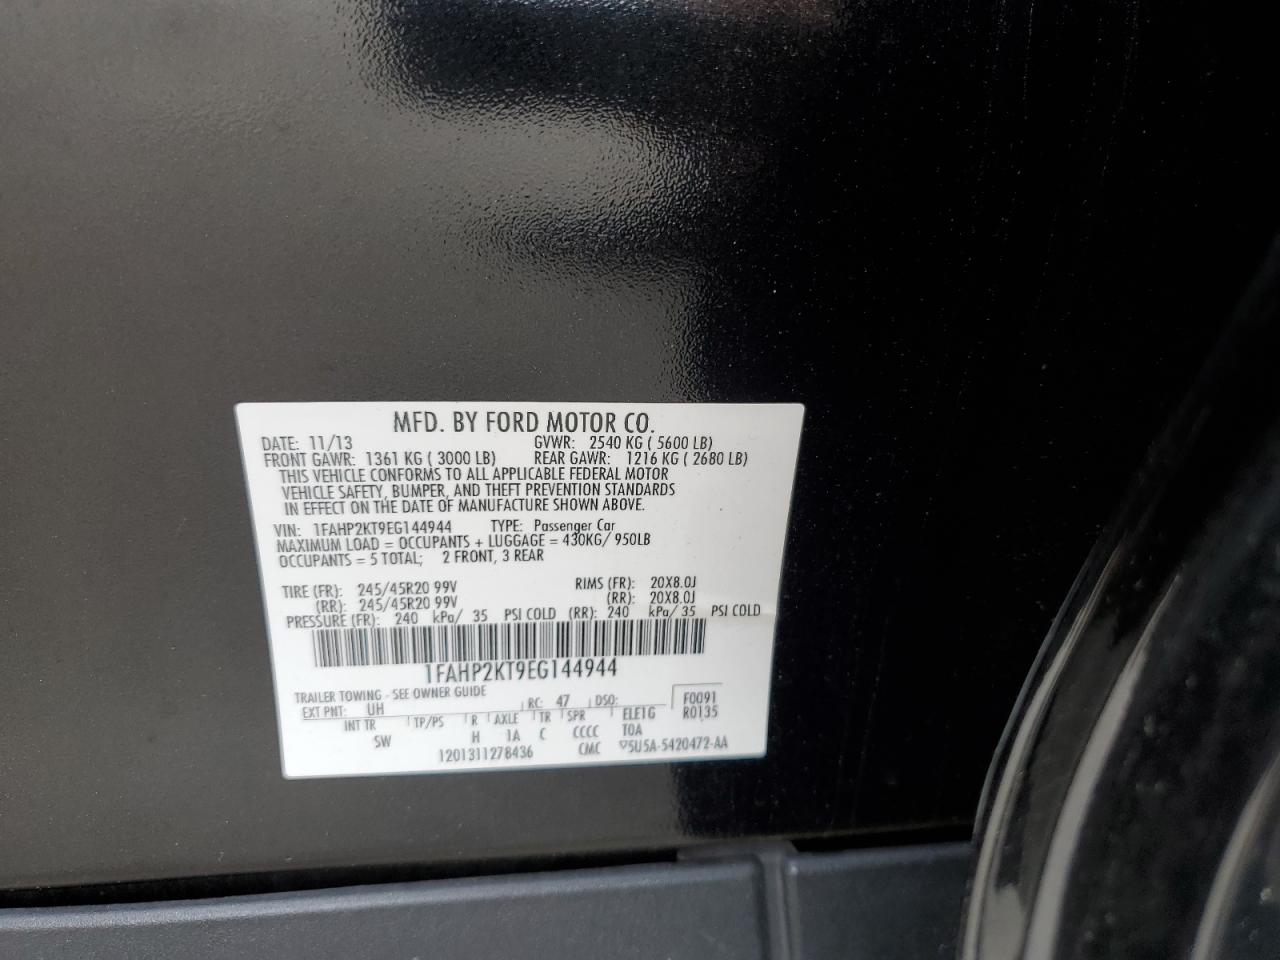 MFD. BY FORD MOTOR CO.
DATE: 11/13 GVWR: 2540 KG ( 5600 LB)
FRONT GAWR: 1361 KG ( 3000 LB) REAR GAWR: 1216 KG ( 2680 LB)
THIS VEHICLE CONFORMS TO ALL APPLICABLE FEDERAL MOTOR
VEHICLE SAFETY, BUMPER, AND THEFT PREVENTION STANDARDS
IN EFFECT ON THE DATE OF MANUFACTURE SHOWN ABOVE.
VIN: 1FAHP2KT9EG144944 TYPE: Passenger Car
MAXIMUM LOAD = OCCUPANTS + LUGGAGE = 430KG/ 950LB
OCCUPANTS = 5 TOTAL; 2 FRONT, 3 REAR
TIRE (FR): 245/45R20 99V RIMS (FR): 20X8.0J
(RR): 245/45R20 99V (RR): 20X8.0J
PRESSURE (FR): 240 kPa/ 35 PSI COLD (RR): 240 kPa/ 35 PSI COLD
1FAHP2KT9EG144944
TRAILER TOWING - SEE OWNER GUIDE
EXT PNT: UH RC: 47 DSO: F0091
INT TR TP/PS R AXLE TR SPR ELE1G R0135
SW H 1A C CCCC TOA
1201311278436 CMC 5U5A-5420472-AA